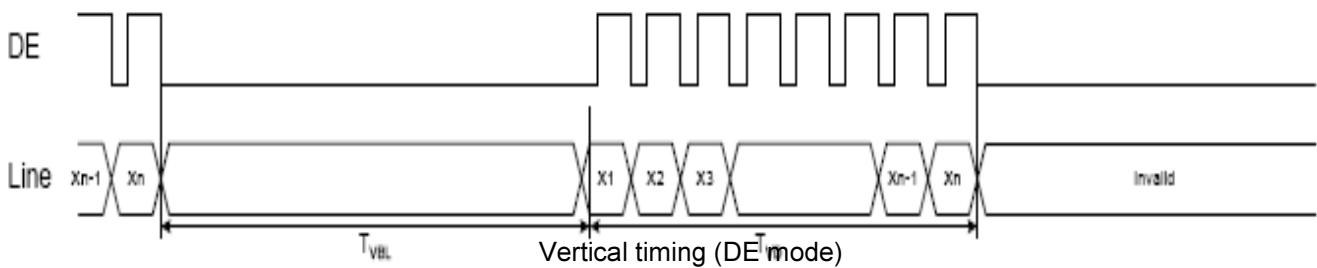 DE
Line Xn-1 Xn X1 X2 X3 Xn-1 Xn Invalid
TVBL
Vertical timing (DE mode)